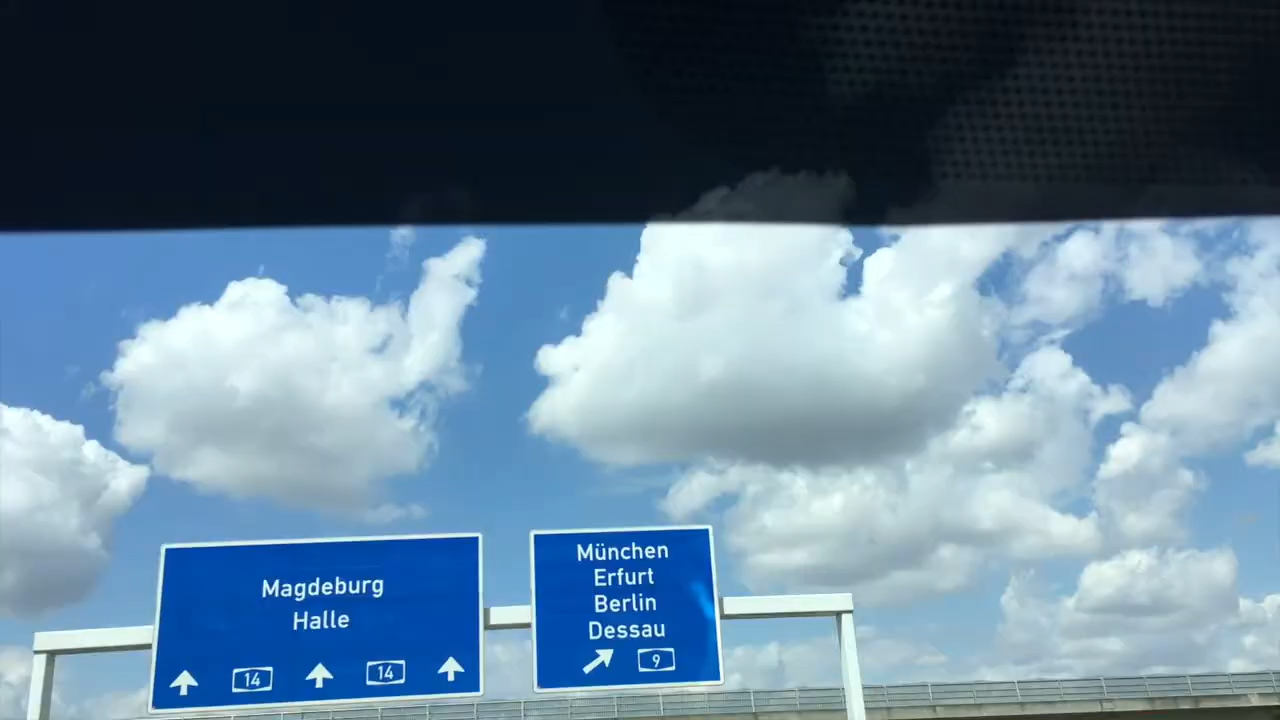 Magdeburg
Halle
14 14
München
Erfurt
Berlin
Dessau
9